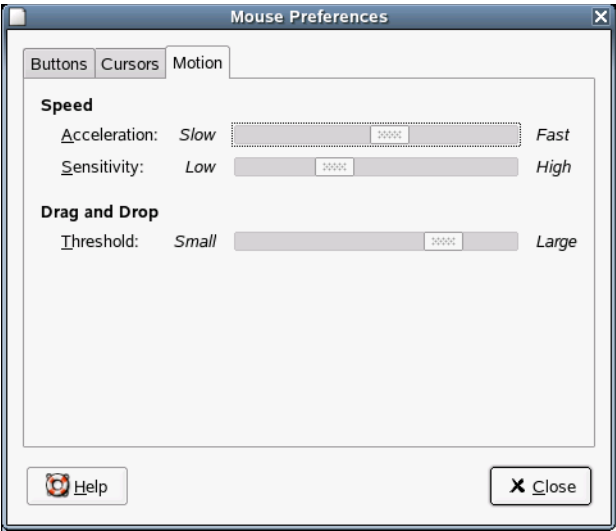 Mouse Preferences
Buttons Cursors Motion
Speed
Acceleration: Slow Fast
Sensitivity: Low High
Drag and Drop
Threshold: Small Large
Help Close